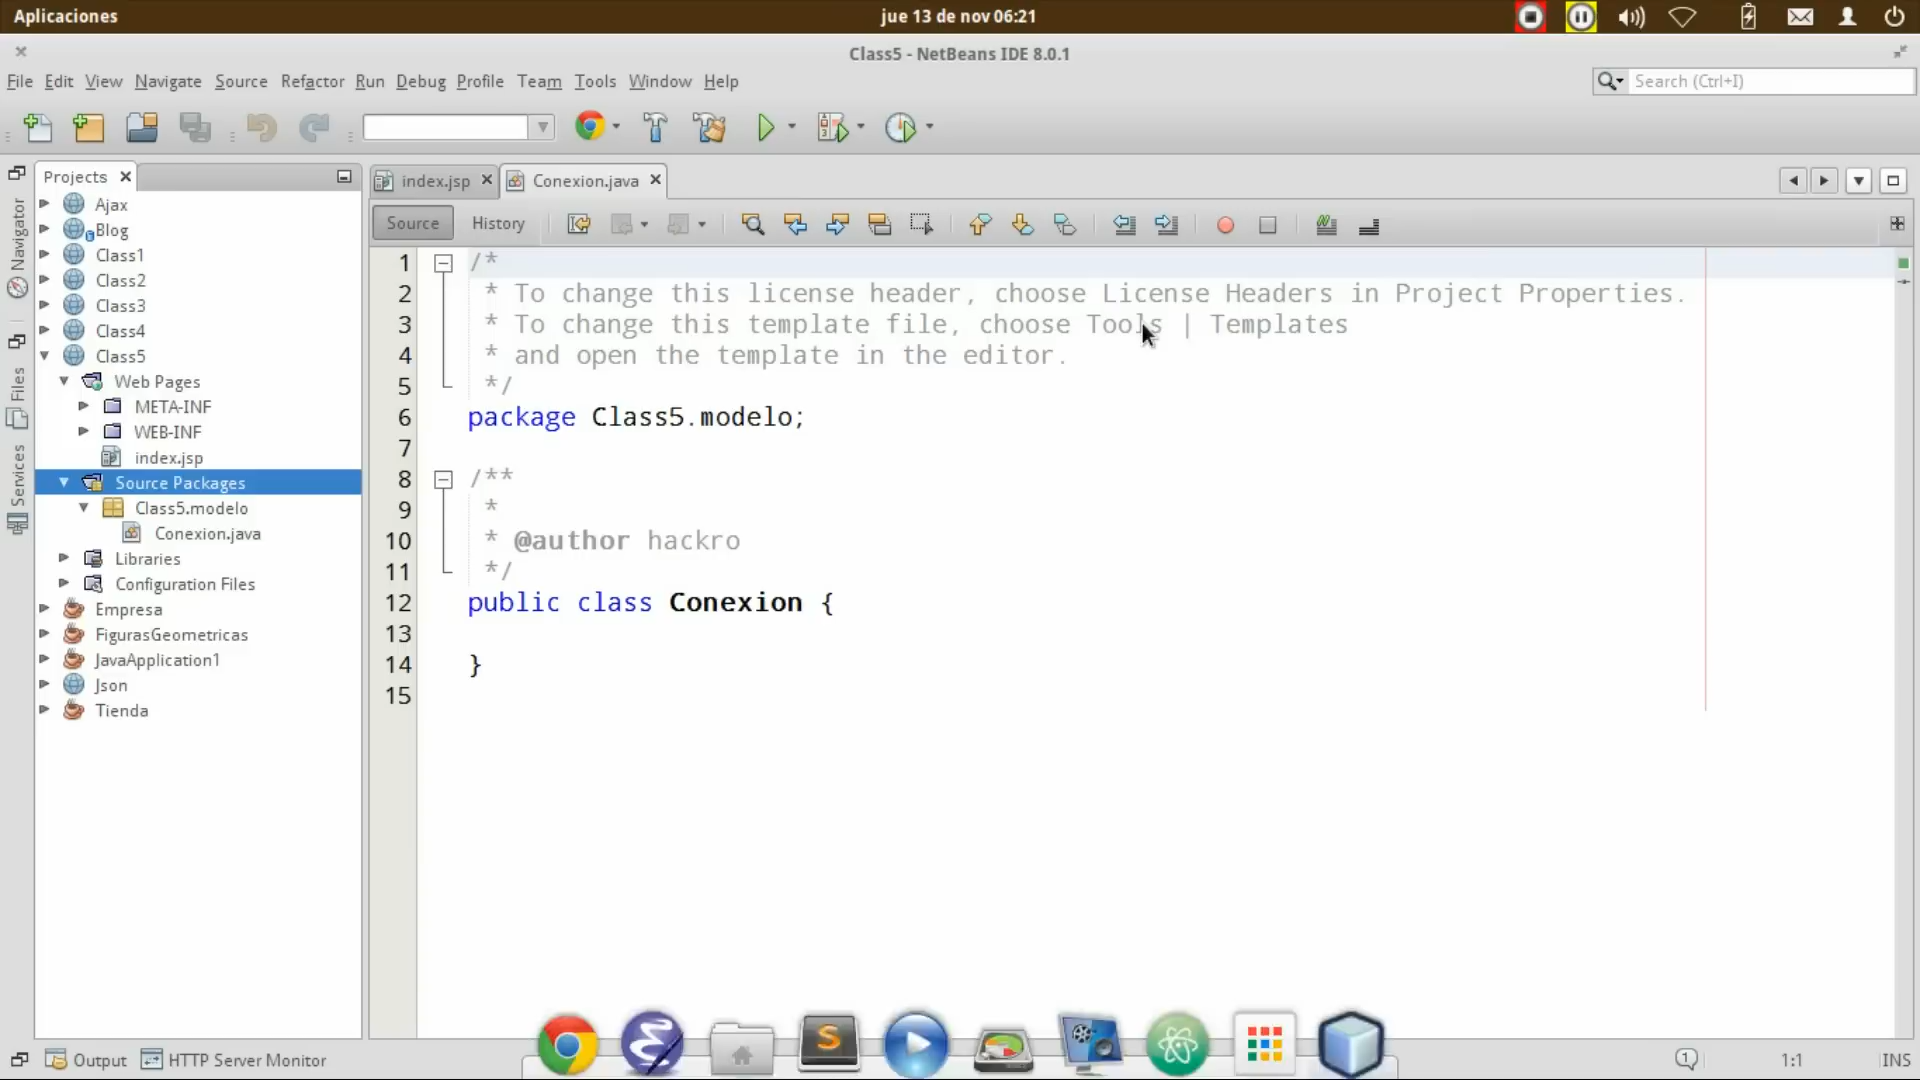 Aplicaciones
jue 13 de nov 06:21
Class5 - NetBeans IDE 8.0.1
File Edit View Navigate Source Refactor Run Debug Profile Team Tools Window Help
Search (Ctrl+I)
Projects
index.jsp
Conexion.java
Source History
Navigator
Files
Services
Ajax
Blog
Class1
Class2
Class3
Class4
Class5
Web Pages
META-INF
WEB-INF
index.jsp
Source Packages
Class5.modelo
Conexion.java
Libraries
Configuration Files
Empresa
FigurasGeometricas
JavaApplication1
Json
Tienda
1 /*
2 * To change this license header, choose License Headers in Project Properties.
3 * To change this template file, choose Tools | Templates
4 * and open the template in the editor.
5 */
6 package Class5.modelo;
7
8 /**
9 *
10 * @author hackro
11 */
12 public class Conexion {
13
14 }
15
Output HTTP Server Monitor
1
1:1
INS